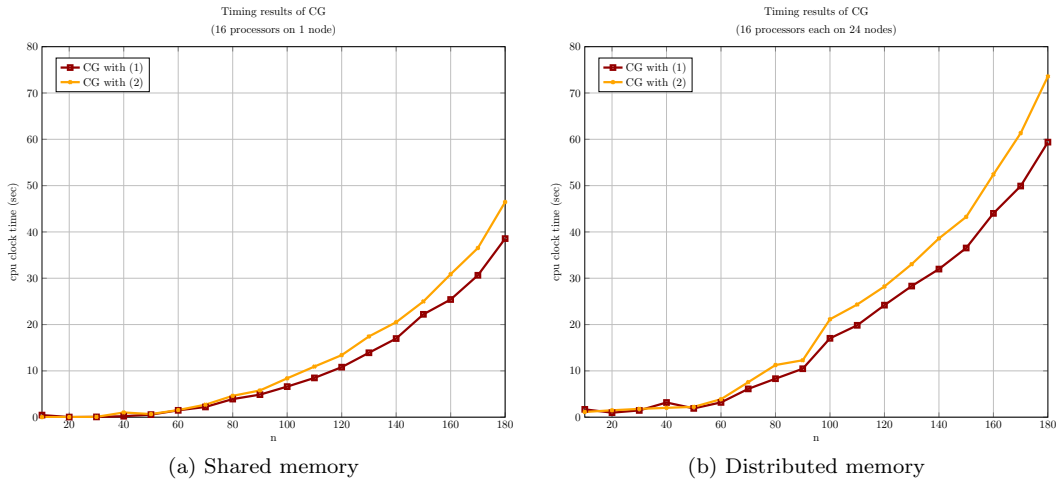 Timing results of CG
(16 processors on 1 node)
80
70
60
50
40
30
20
10
0
cpu clock time (sec)
CG with (1)
CG with (2)
20 40 60 80 100 120 140 160 180
n
(a) Shared memory
Timing results of CG
(16 processors each on 24 nodes)
80
70
60
50
40
30
20
10
0
cpu clock time (sec)
CG with (1)
CG with (2)
20 40 60 80 100 120 140 160 180
n
(b) Distributed memory